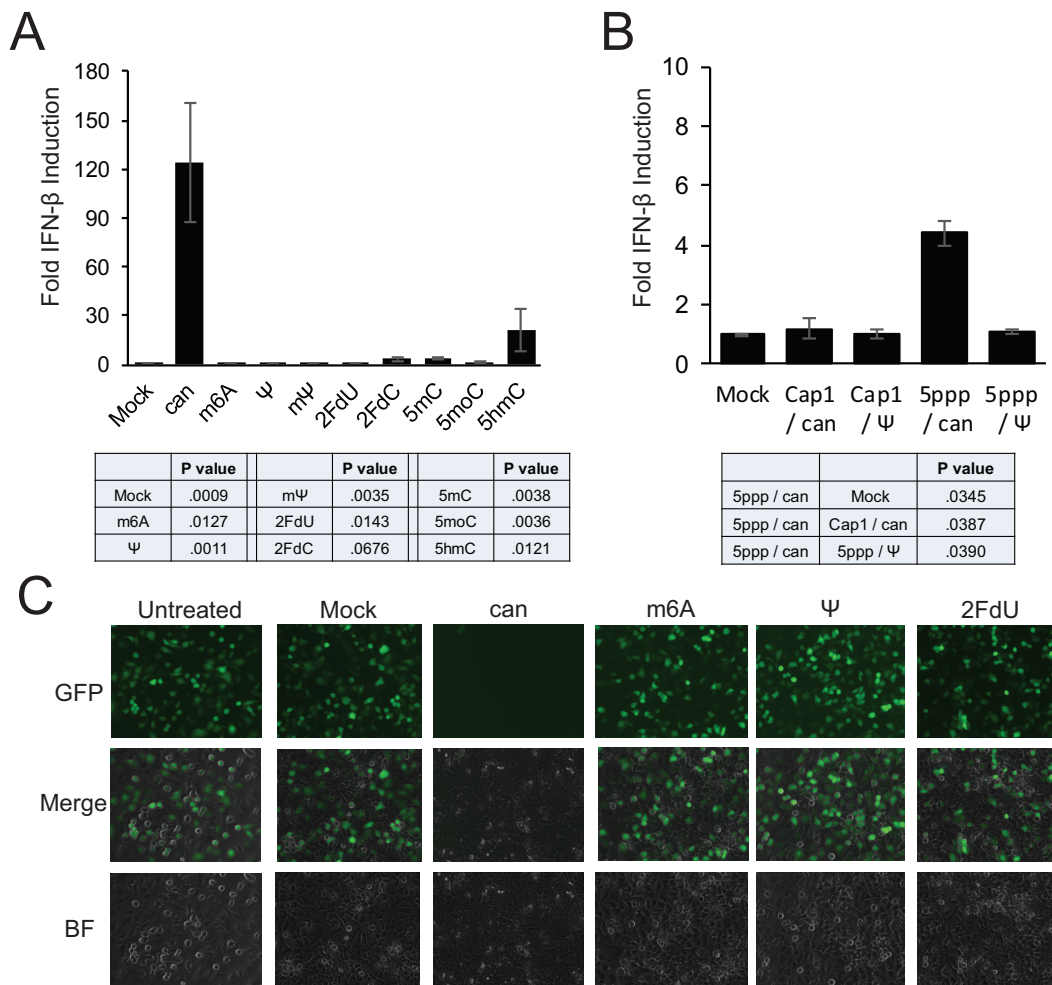 A
Fold IFN-β Induction
180
150
120
90
60
30
0
Mock can m6A Ψ mΨ 2FdU 2FdC 5mC 5moC 5hmC
P value P value P value
Mock .0009 mΨ .0035 5mC .0038
m6A .0127 2FdU .0143 5moC .0036
Ψ .0011 2FdC .0676 5hmC .0121
B
Fold IFN-β Induction
10
8
6
4
2
0
Mock Cap1 Cap1 5ppp 5ppp
/ can / Ψ / can / Ψ
P value
5ppp / can Mock .0345
5ppp / can Cap1 / can .0387
5ppp / can 5ppp / Ψ .0390
C
Untreated Mock can m6A Ψ 2FdU
GFP
Merge
BF